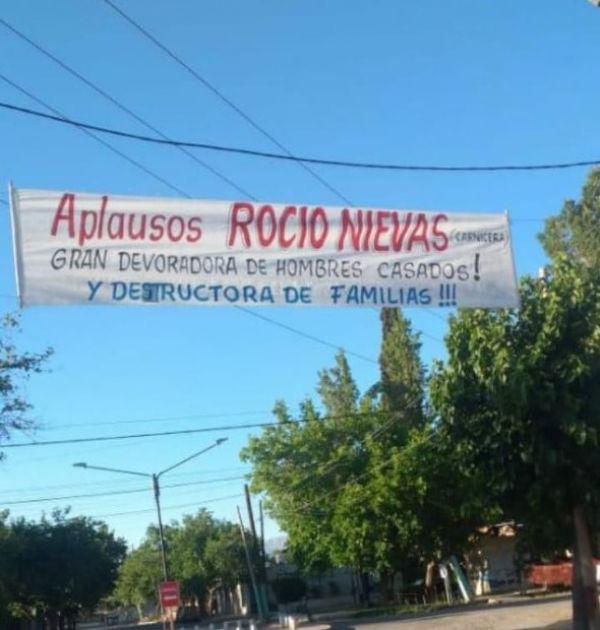 Aplausos ROCIO NIEVAS (CARNICERA)
GRAN DEVORADORA DE HOMBRES CASADOS!
Y DESTRUCTORA DE FAMILIAS!!!